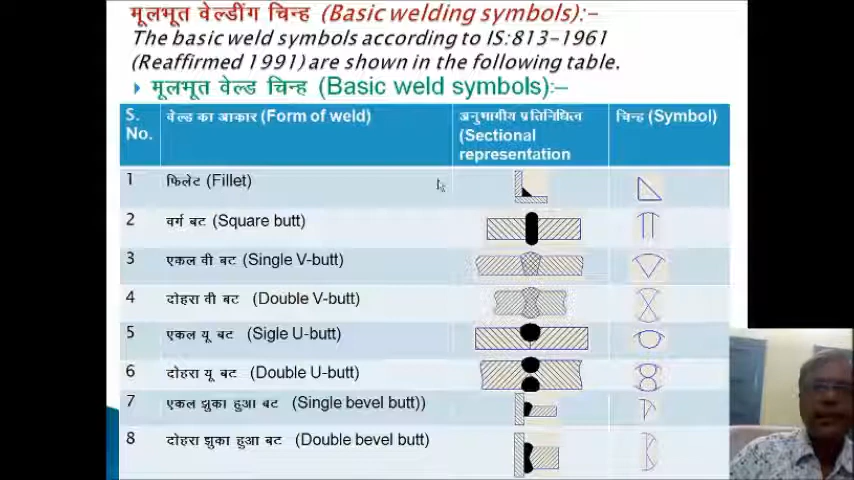 मूलभूत वेल्डींग चिन्ह (Basic welding symbols):-
The basic weld symbols according to IS:813-1961
(Reaffirmed 1991) are shown in the following table.
मूलभूत वेल्ड चिन्ह (Basic weld symbols):-
S. No. वेल्ड का आकार (Form of weld) अनुभागीय प्रतिनिधित्व (Sectional representation चिन्ह (Symbol)
1 फिलेट (Fillet)
2 वर्ग बट (Square butt)
3 एकल वी बट (Single V-butt)
4 दोहरा वी बट (Double V-butt)
5 एकल यू बट (Sigle U-butt)
6 दोहरा यू बट (Double U-butt)
7 एकल झुका हुआ बट (Single bevel butt))
8 दोहरा झुका हुआ बट (Double bevel butt)